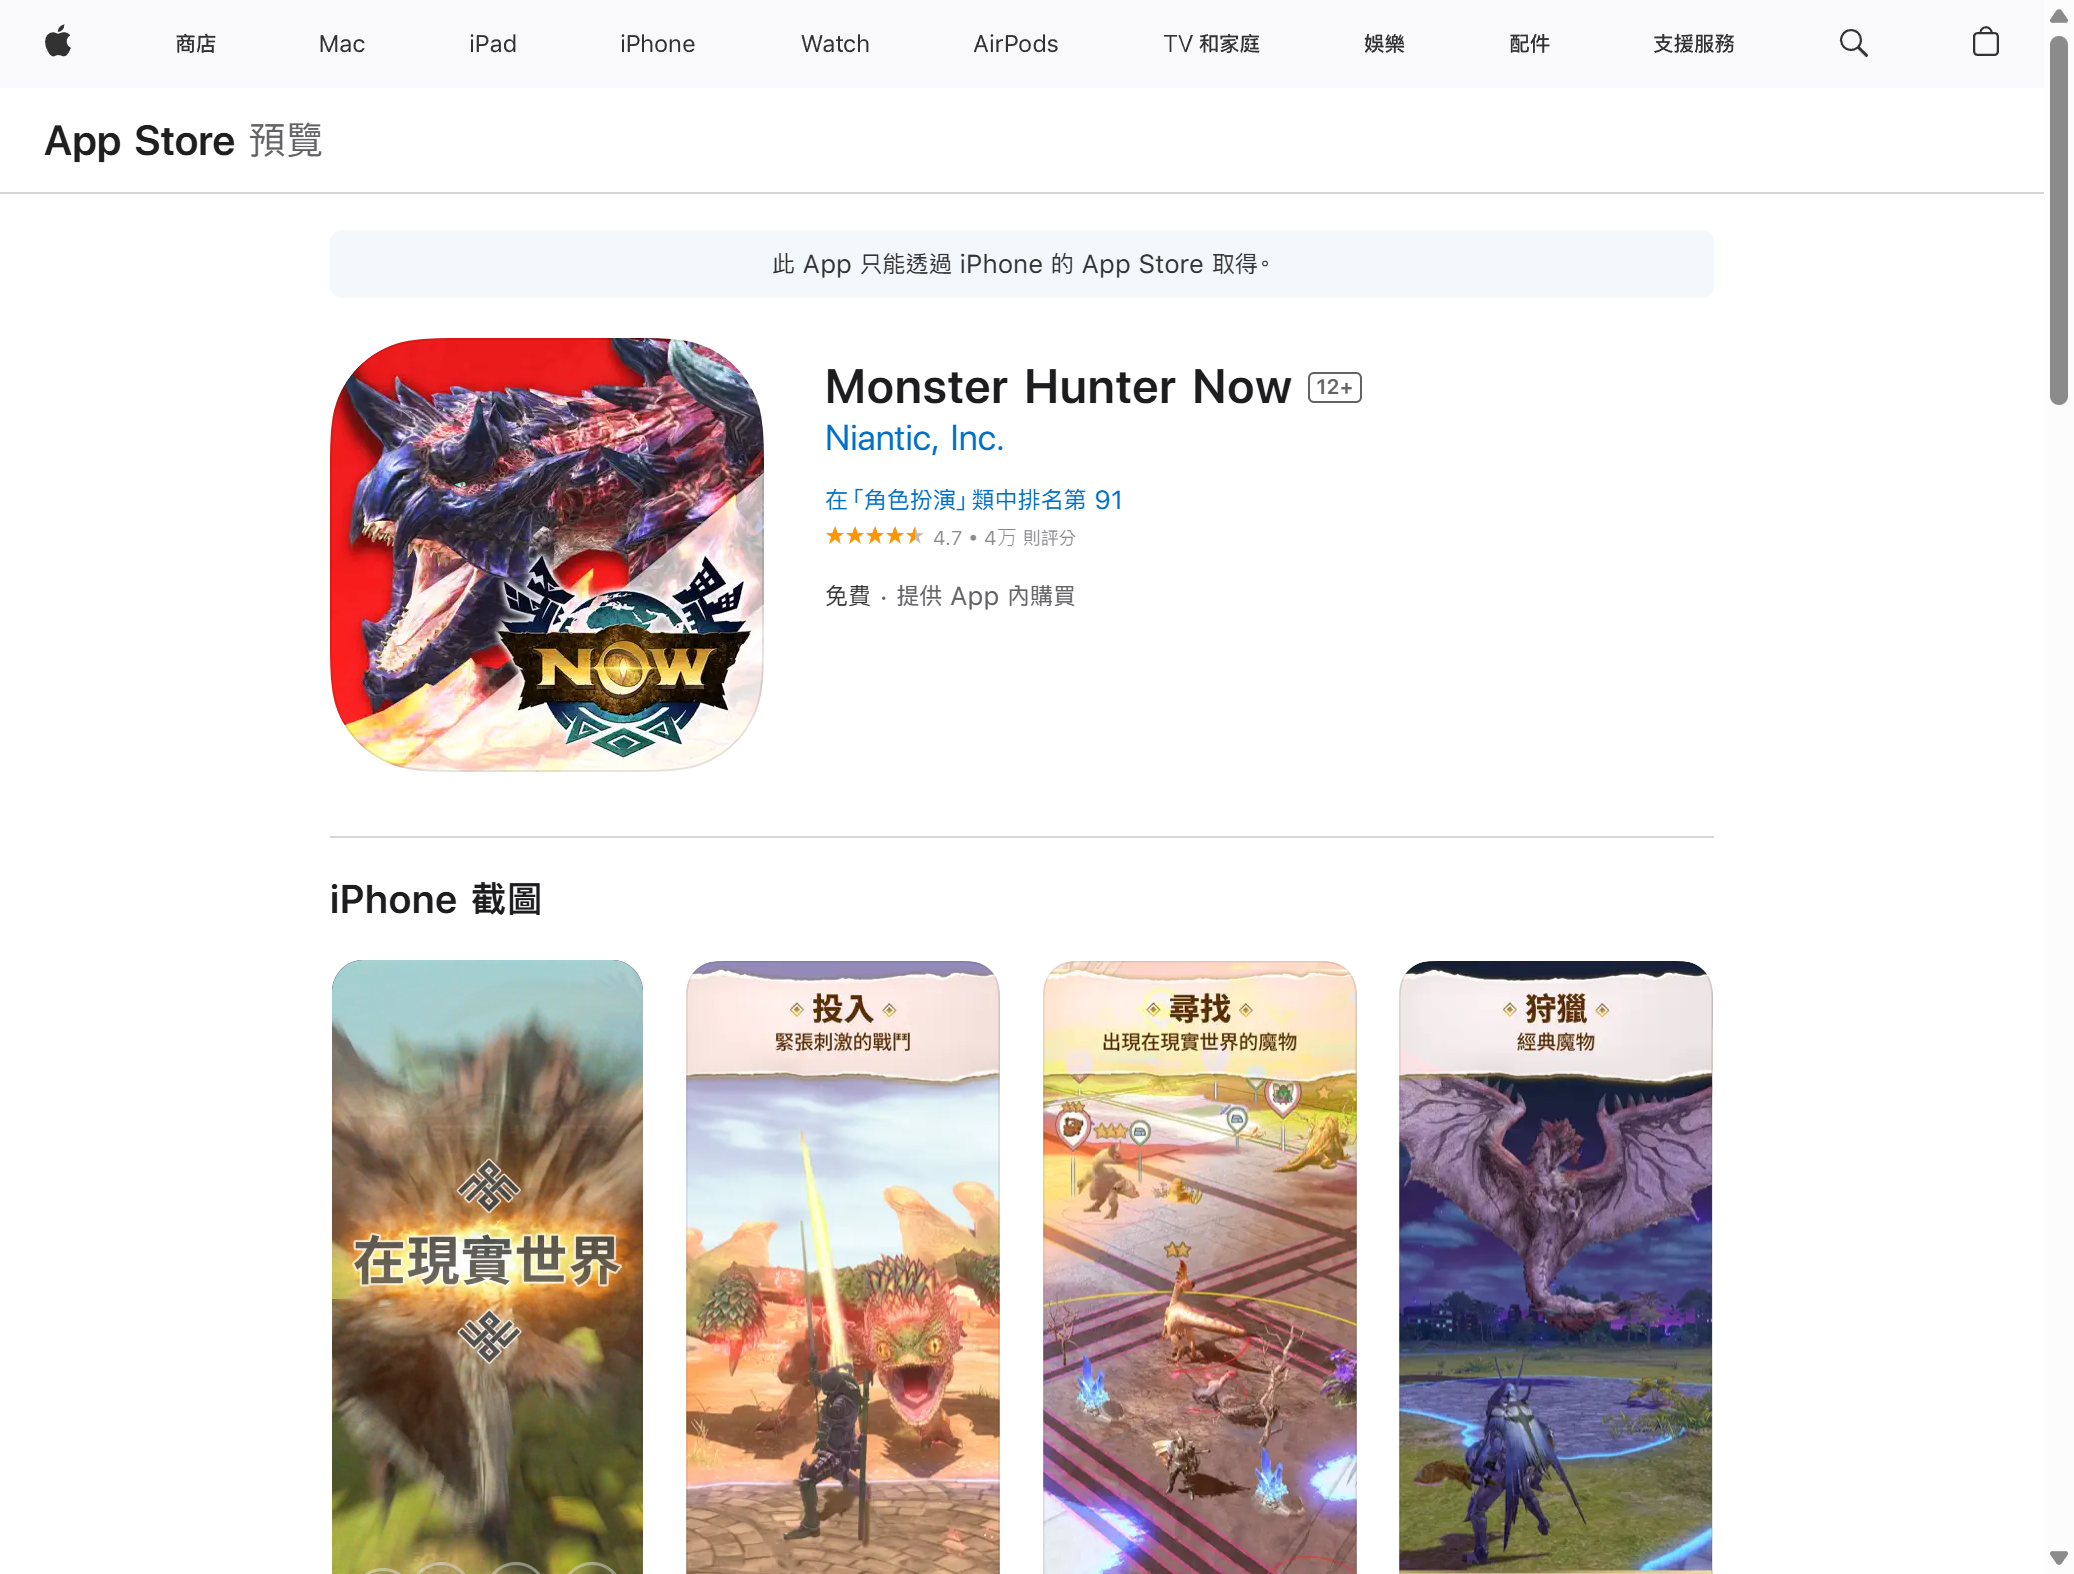 商店
Mac
iPad
iPhone
Watch
AirPods
TV 和家庭
娛樂
配件
支援服務
App Store 預覽
此 App 只能透過 iPhone 的 App Store 取得。
Monster Hunter Now 12+
Niantic, Inc.
在「角色扮演」類中排名第 91
4.7 • 4万 則評分
免費 · 提供 App 內購買
NOW
iPhone 截圖
在現實世界
投入
緊張刺激的戰鬥
尋找
出現在現實世界的魔物
狩獵
經典魔物